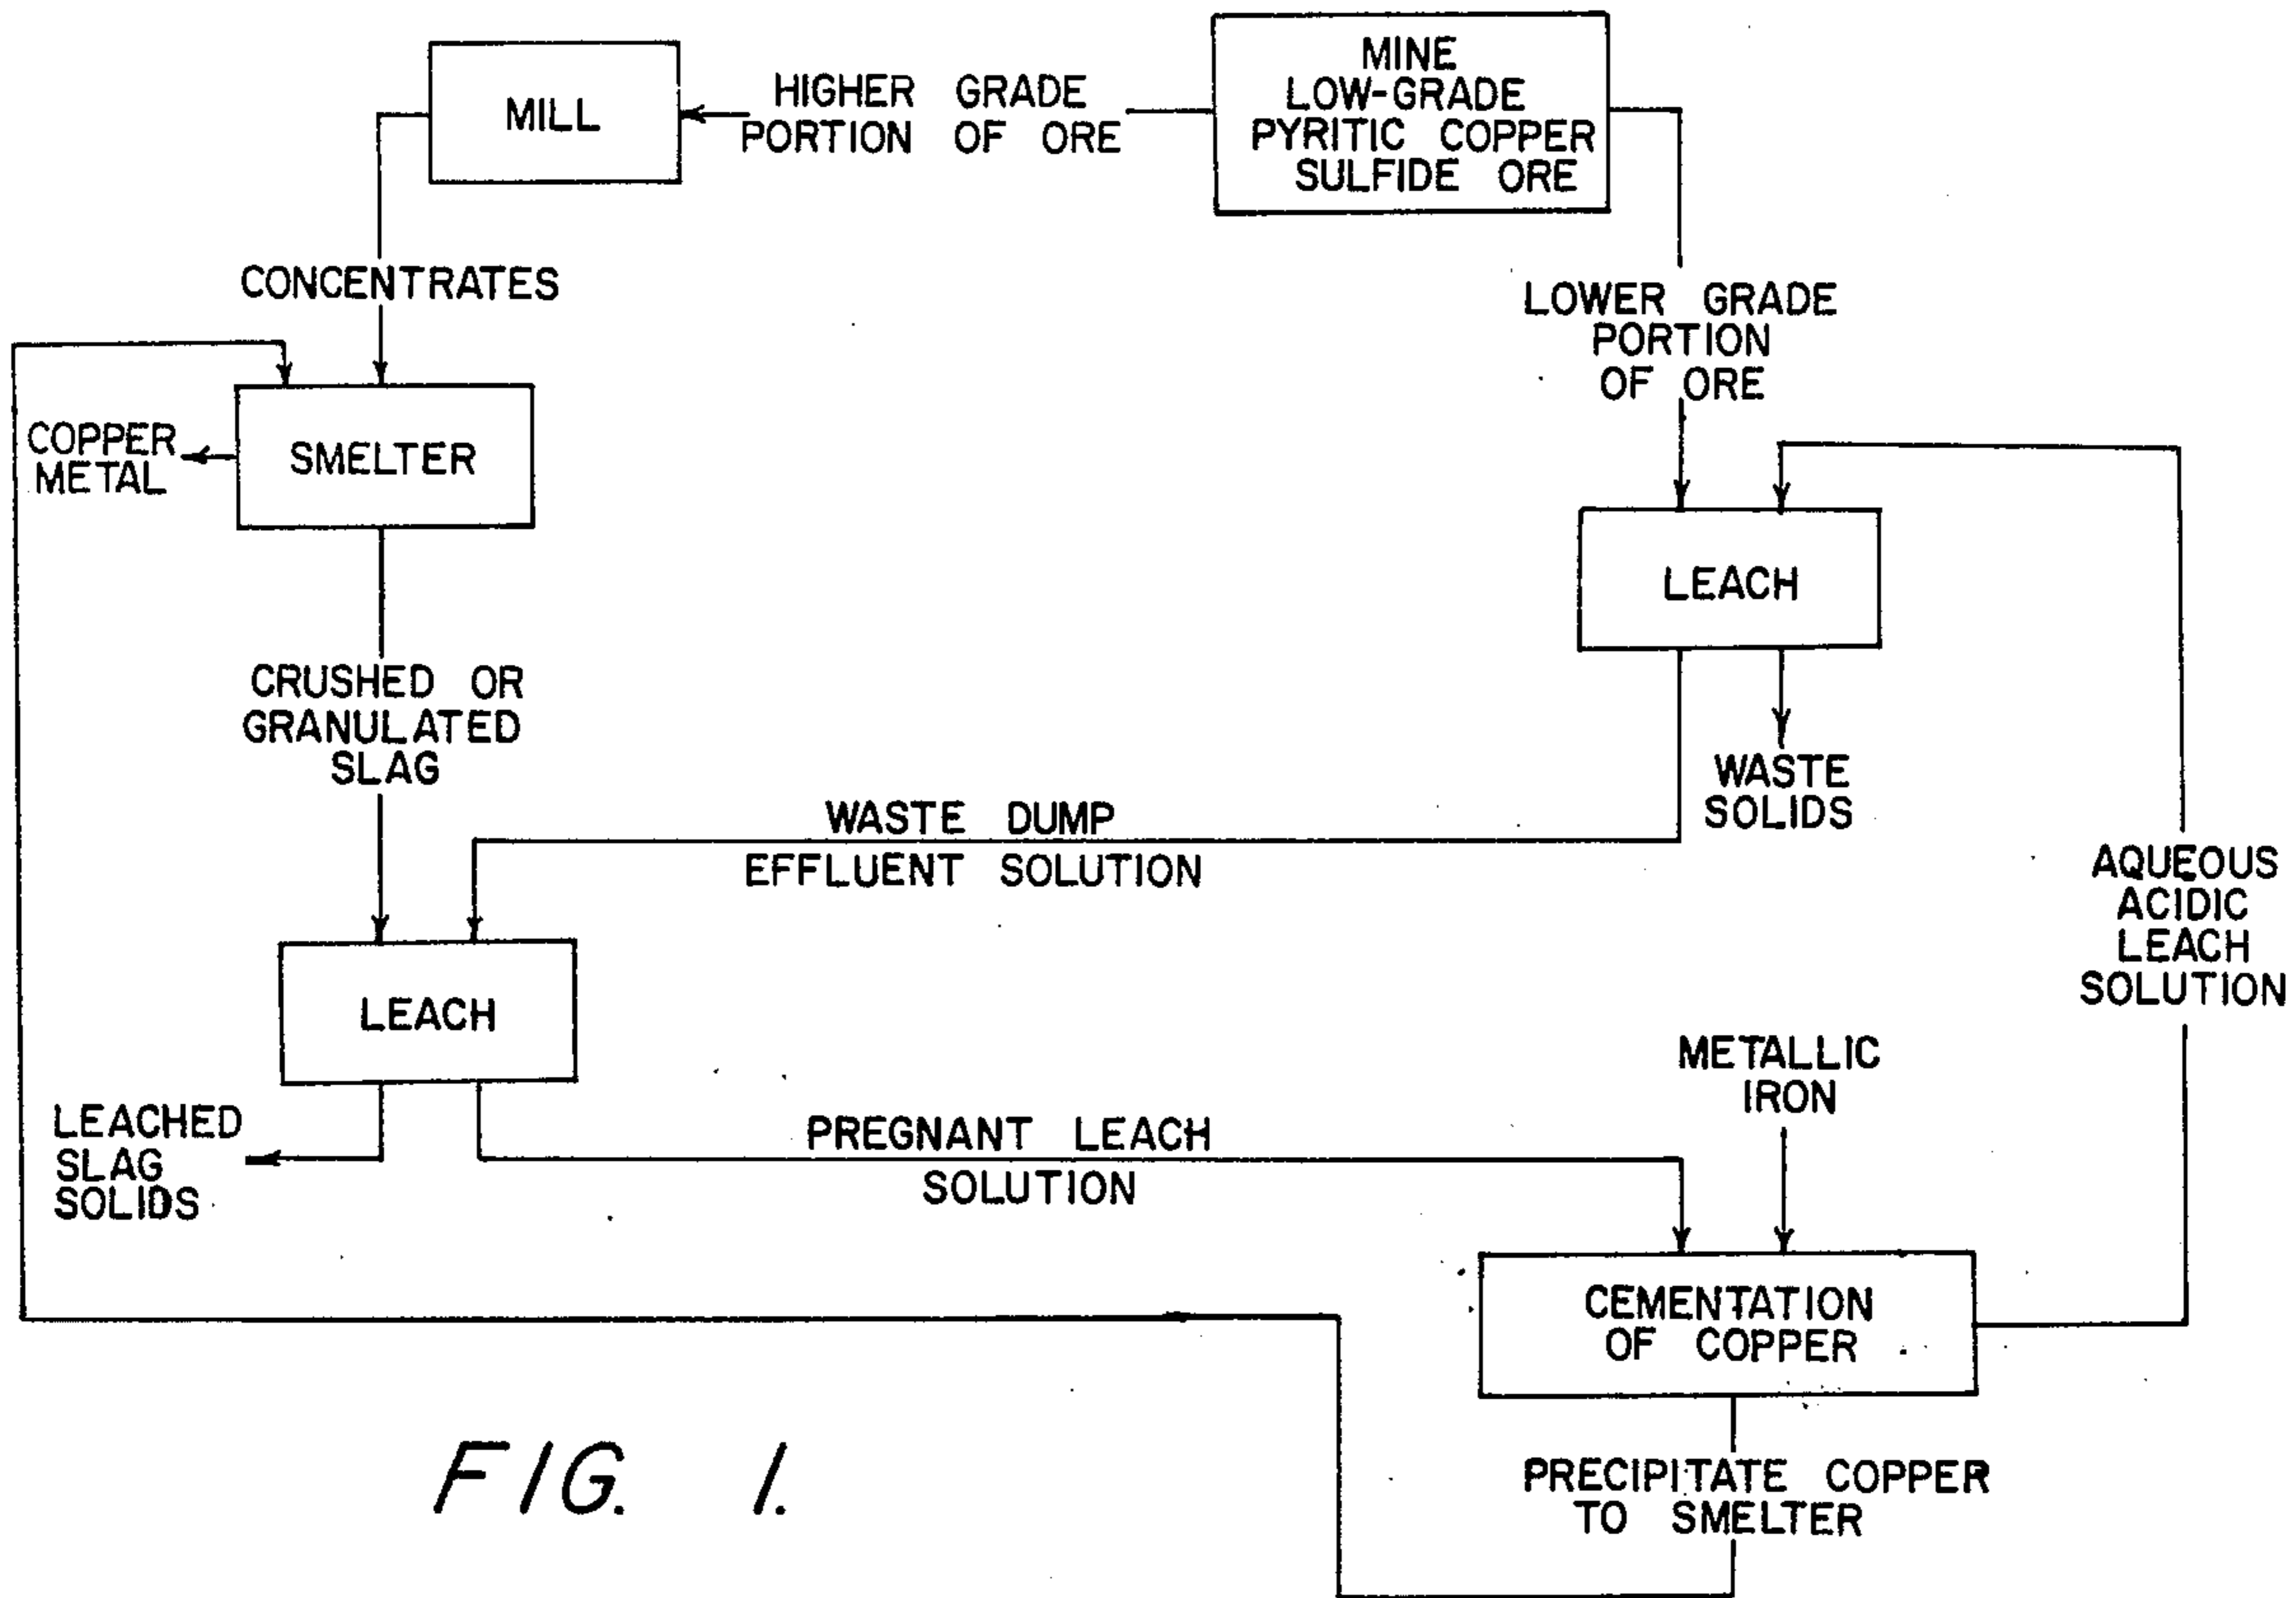 MINE
LOW-GRADE
PYRITIC COPPER
SULFIDE ORE
HIGHER GRADE
PORTION OF ORE
MILL
CONCENTRATES
SMELTER
COPPER
METAL
CRUSHED OR
GRANULATED
SLAG
LOWER GRADE
PORTION
OF ORE
LEACH
WASTE
SOLIDS
WASTE DUMP
EFFLUENT SOLUTION
AQUEOUS
ACIDIC
LEACH
SOLUTION
LEACH
LEACHED
SLAG
SOLIDS
PREGNANT LEACH
SOLUTION
METALLIC
IRON
CEMENTATION
OF COPPER
PRECIPITATE COPPER
TO SMELTER
FIG. 1.